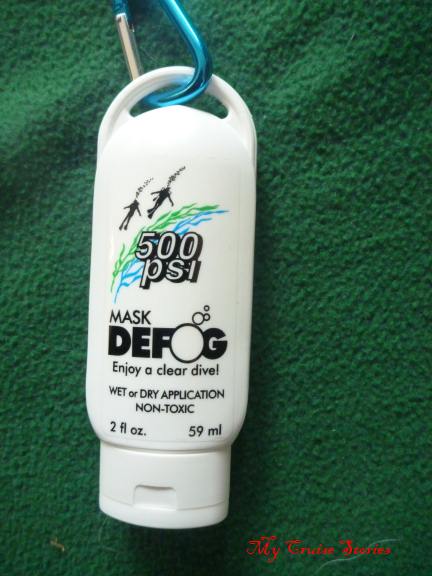 500
psi
MASK
DEFOG
Enjoy a clear dive!
WET or DRY APPLICATION
NON-TOXIC
2 fl oz. 59 ml
My Cruise Stories